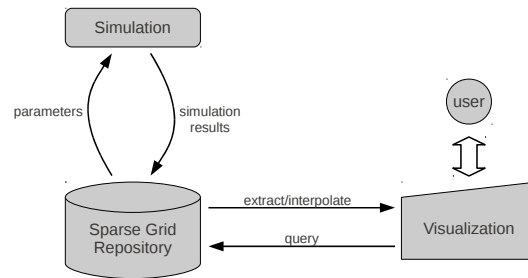 Simulation
parameters
simulation
results
user
extract/interpolate
Sparse Grid
Repository
Visualization
query